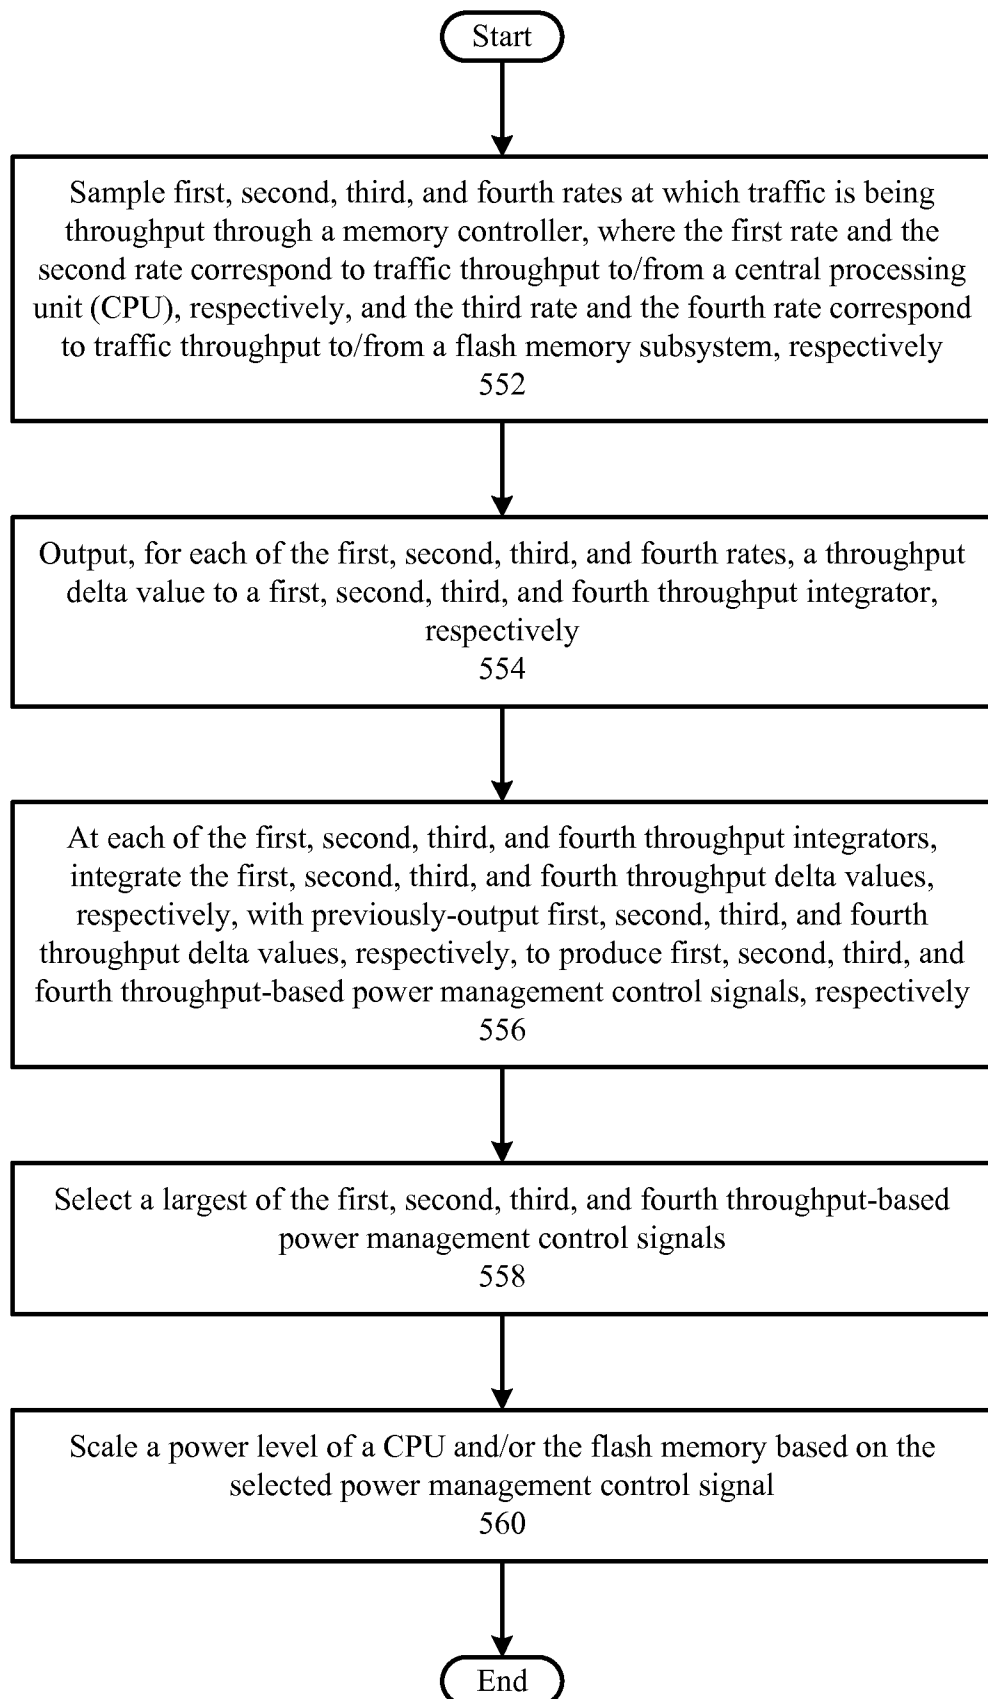 Start
Sample first, second, third, and fourth rates at which traffic is being
throughput through a memory controller, where the first rate and the
second rate correspond to traffic throughput to/from a central processing
unit (CPU), respectively, and the third rate and the fourth rate correspond
to traffic throughput to/from a flash memory subsystem, respectively
552
Output, for each of the first, second, third, and fourth rates, a throughput
delta value to a first, second, third, and fourth throughput integrator,
respectively
554
At each of the first, second, third, and fourth throughput integrators,
integrate the first, second, third, and fourth throughput delta values,
respectively, with previously-output first, second, third, and fourth
throughput delta values, respectively, to produce first, second, third, and
fourth throughput-based power management control signals, respectively
556
Select a largest of the first, second, third, and fourth throughput-based
power management control signals
558
Scale a power level of a CPU and/or the flash memory based on the
selected power management control signal
560
End